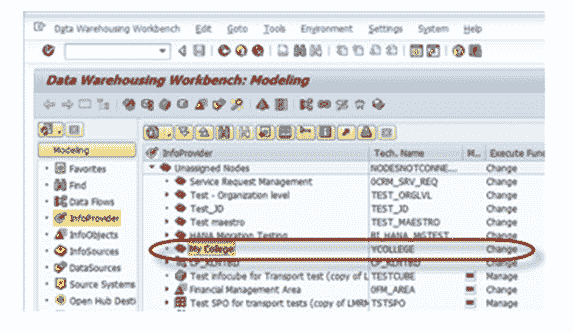 Data Warehousing Workbench Edit Goto Tools Environment Settings System Help
Data Warehousing Workbench: Modeling
Modeling
Favorites
Find
Data Flows
InfoProvider
InfoObjects
InfoSources
DataSources
Source Systems
Open Hub Desti
InfoProvider Tech. Name M... Execute Func
Unassigned Nodes NODESNOTCONNE... Change
Service Request Management 0CRM_SRV_REQ Change
Test - Organization level TEST_ORGLVL Change
Test_JD TEST_JD Change
Test maestro TEST_MAESTRO Change
HANA Migration Testing BI_HANA_MGTEST Change
My College YCOLLEGE Change
Change
Test infocube for Transport test (copy of L TESTCUBE Manage
Financial Management Area 0FM_AREA Change
Test SPO for transport tests (copy of LMRN TSTSPO Manage